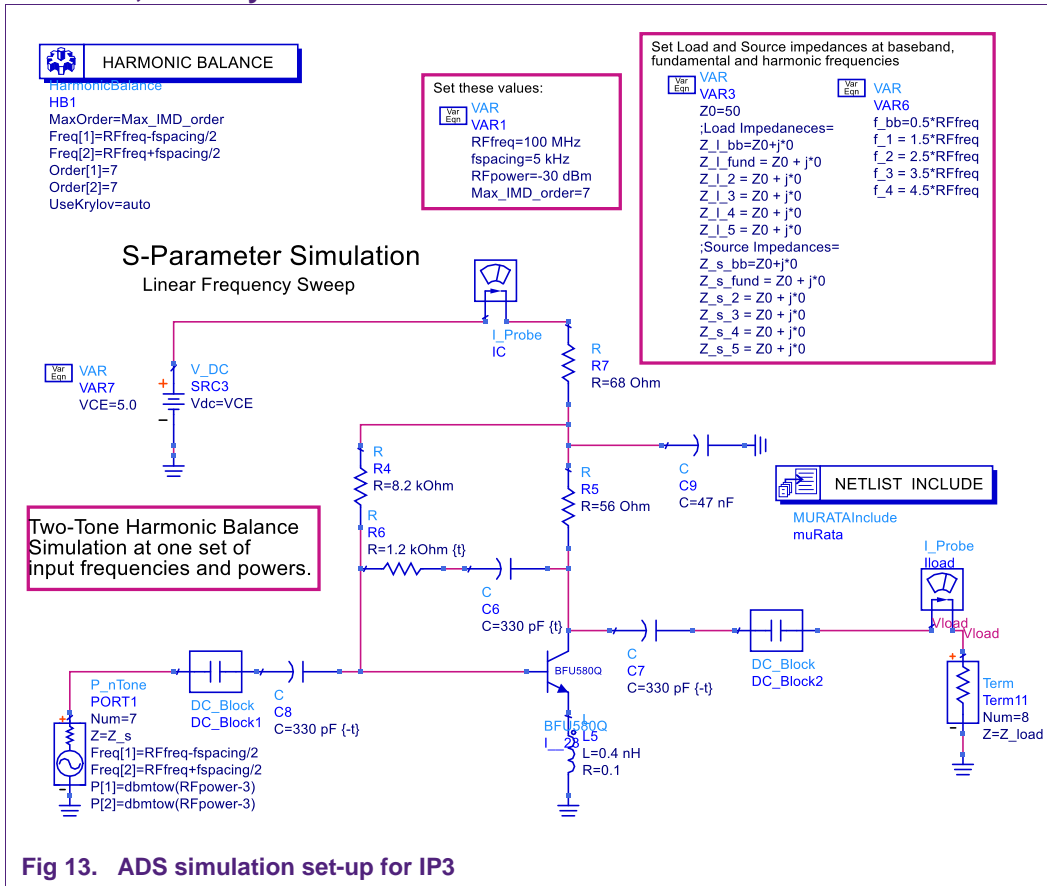 HARMONIC BALANCE
HarmonicBalance
HB1
MaxOrder=Max_IMD_order
Freq[1]=RFfreq-fspacing/2
Freq[2]=RFfreq+fspacing/2
Order[1]=7
Order[2]=7
UseKrylov=auto
Set these values:
Var
Eqn
VAR
VAR1
RFfreq=100 MHz
fspacing=5 kHz
RFpower=-30 dBm
Max_IMD_order=7
Set Load and Source impedances at baseband,
fundamental and harmonic frequencies
Var
Eqn
VAR
VAR3
Z0=50
;Load Impedaneces=
Z_l_bb=Z0+j*0
Z_l_fund = Z0 + j*0
Z_l_2 = Z0 + j*0
Z_l_3 = Z0 + j*0
Z_l_4 = Z0 + j*0
Z_l_5 = Z0 + j*0
;Source Impedances=
Z_s_bb=Z0+j*0
Z_s_fund = Z0 + j*0
Z_s_2 = Z0 + j*0
Z_s_3 = Z0 + j*0
Z_s_4 = Z0 + j*0
Z_s_5 = Z0 + j*0
Var
Eqn
VAR
VAR6
f_bb=0.5*RFfreq
f_1 = 1.5*RFfreq
f_2 = 2.5*RFfreq
f_3 = 3.5*RFfreq
f_4 = 4.5*RFfreq
S-Parameter Simulation
Linear Frequency Sweep
I_Probe
IC
R
R7
R=68 Ohm
Var
Eqn
VAR
VAR7
VCE=5.0
V_DC
SRC3
Vdc=VCE
R
R4
R=8.2 kOhm
R
R5
R=56 Ohm
C
C9
C=47 nF
NETLIST INCLUDE
MURATAInclude
muRata
Two-Tone Harmonic Balance
Simulation at one set of
input frequencies and powers.
R
R6
R=1.2 kOhm {t}
C
C6
C=330 pF {t}
I_Probe
Iload
Vload
Vload
P_nTone
PORT1
Num=7
Z=Z_s
Freq[1]=RFfreq-fspacing/2
Freq[2]=RFfreq+fspacing/2
P[1]=dbmtow(RFpower-3)
P[2]=dbmtow(RFpower-3)
DC_Block
DC_Block1
C
C8
C=330 pF {-t}
BFU580Q
C
C7
C=330 pF {-t}
DC_Block
DC_Block2
Term
Term11
Num=8
Z=Z_load
BFU580Q
L
L5
L=0.4 nH
R=0.1
Fig 13. ADS simulation set-up for IP3